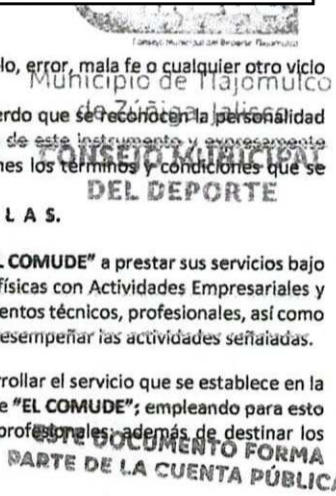 Consejo Municipal del Deporte Tlajomulco
lo, error, mala fe o cualquier otro vicio
Municipio de Tlajomulco
de Zúñiga Jalisco
erdo que se reconocen la personalidad
de este instrumento y expresamente
CONSEJO MUNICIPAL
nes los términos y condiciones que se
DEL DEPORTE
L A S.
L COMUDE" a prestar sus servicios bajo
físicas con Actividades Empresariales y
entos técnicos, profesionales, así como
esempeñar las actividades señaladas.
rrollar el servicio que se establece en la
e "EL COMUDE"; empleando para esto
profesionales; además de destinar los
ESTE DOCUMENTO FORMA
PARTE DE LA CUENTA PÚBLICA